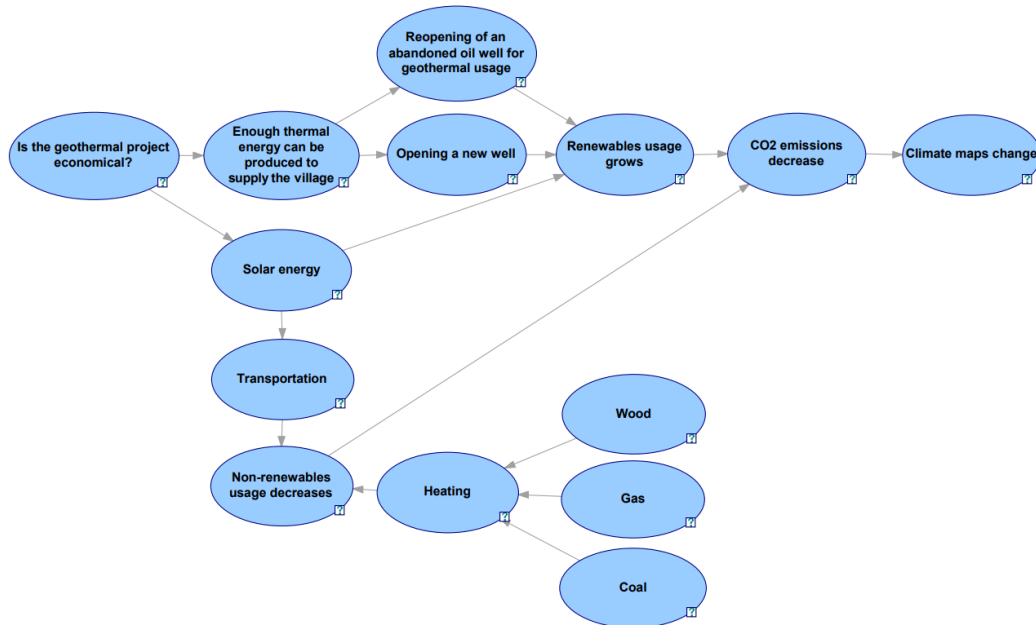 Reopening of an
abandoned oil well for
geothermal usage
?
Is the geothermal project
economical?
?
Enough thermal
energy can be
produced to
supply the village
?
Opening a new well
?
Renewables usage
grows
?
CO2 emissions
decrease
?
Climate maps change
?
Solar energy
?
Transportation
?
Non-renewables
usage decreases
?
Heating
?
Wood
?
Gas
?
Coal
?